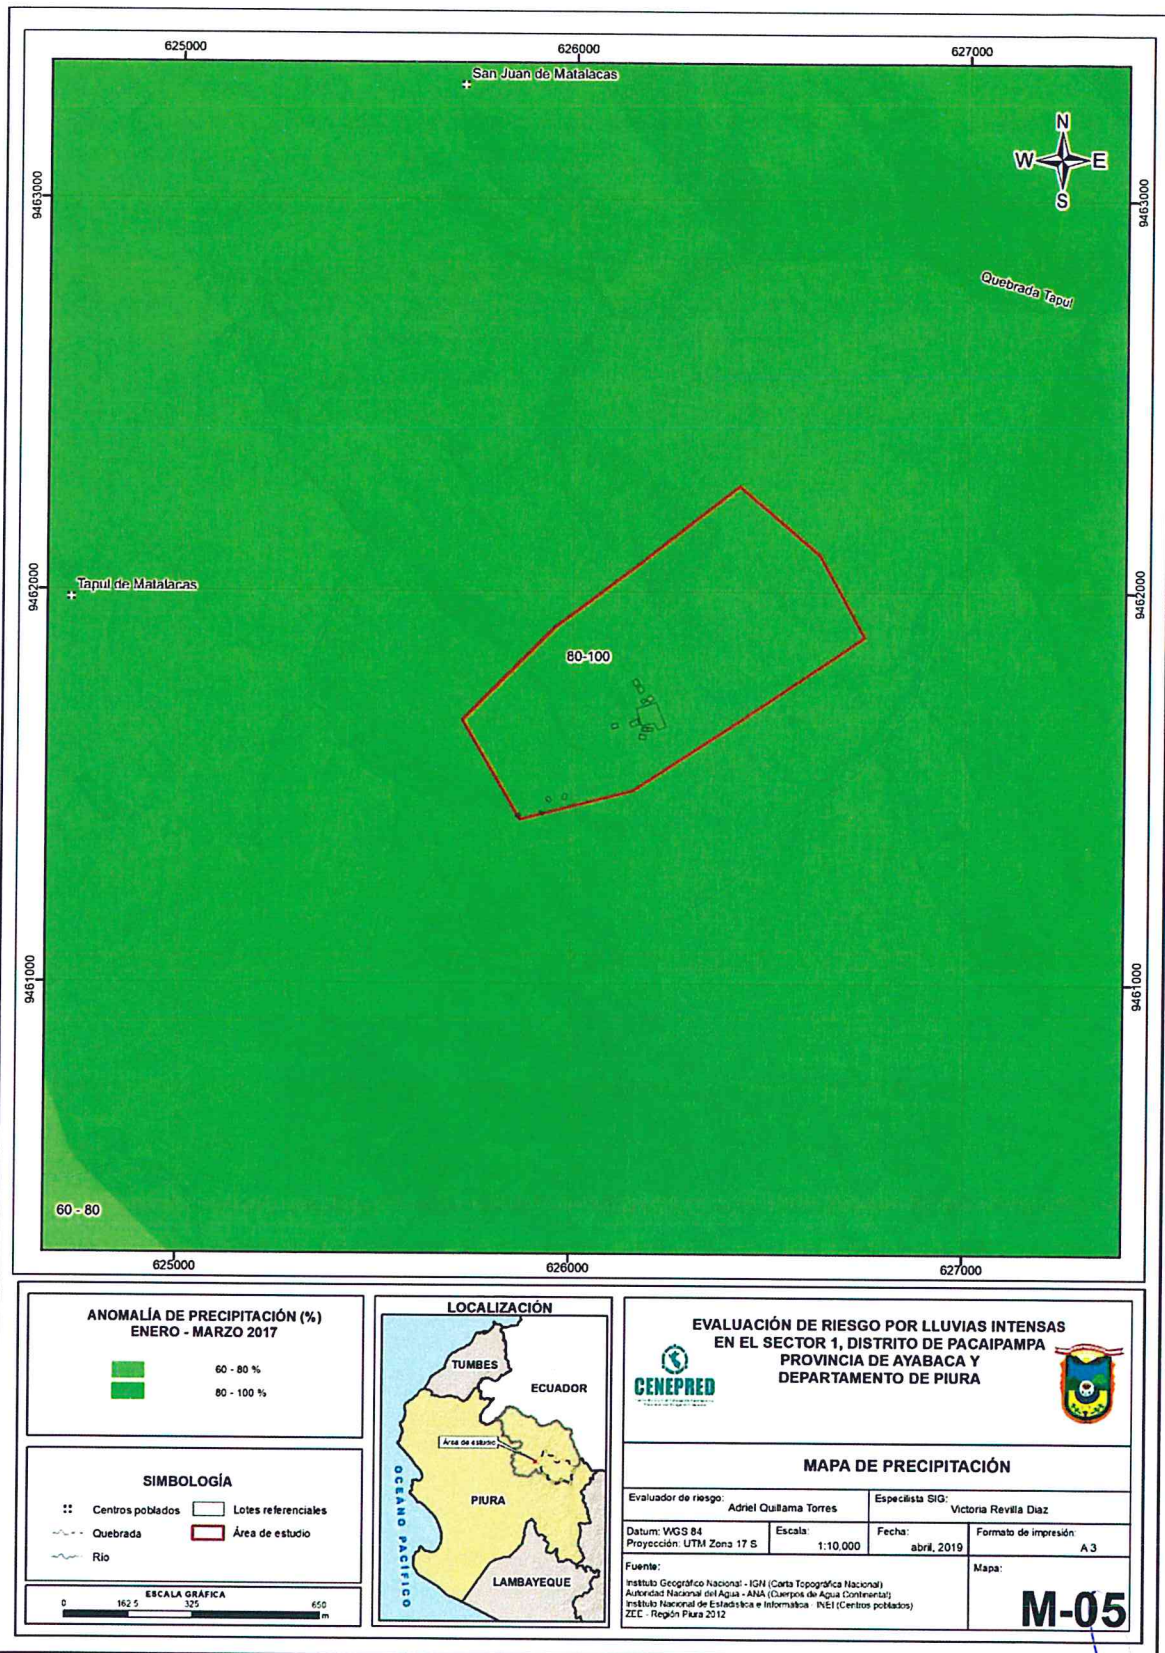 625000
626000
627000
San Juan de Matalacas
N
W E
S
9463000
9463000
Quebrada Tapul
Tapul de Matalacas
9462000
9462000
80-100
9461000
9461000
60 - 80
625000
626000
627000
ANOMALÍA DE PRECIPITACIÓN (%)
ENERO - MARZO 2017
60 - 80 %
80 - 100 %
SIMBOLOGÍA
Centros poblados
Lotes referenciales
Quebrada
Área de estudio
Rio
ESCALA GRÁFICA
0 162.5 325 650
m
LOCALIZACIÓN
TUMBES
ECUADOR
Área de estudio
PIURA
OCEANO PACIFICO
LAMBAYEQUE
EVALUACIÓN DE RIESGO POR LLUVIAS INTENSAS
EN EL SECTOR 1, DISTRITO DE PACAIPAMPA
PROVINCIA DE AYABACA Y
DEPARTAMENTO DE PIURA
CENEPRED
MAPA DE PRECIPITACIÓN
Evaluador de riesgo:
Adriel Quillama Torres
Especilista SIG:
Victoria Revilla Diaz
Datum: WGS 84
Proyección: UTM Zona 17 S
Escala:
1:10,000
Fecha:
abril, 2019
Formato de impresión:
A 3
Fuente:
Instituto Geográfico Nacional - IGN (Carta Topográfica Nacional)
Autoridad Nacional del Agua - ANA (Cuerpos de Agua Continental)
Instituto Nacional de Estadistica e Informatica - INEI (Centros poblados)
ZEE - Región Piura 2012
Mapa:
M-05